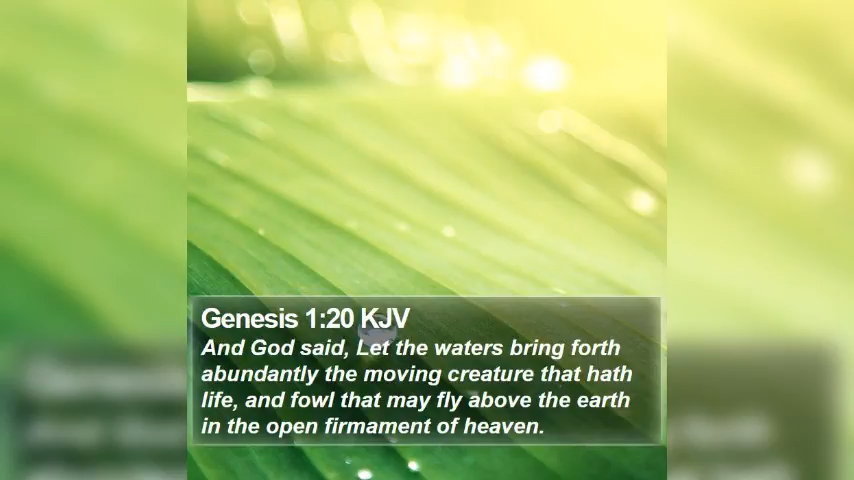 Genesis 1:20 KJV
And God said, Let the waters bring forth
abundantly the moving creature that hath
life, and fowl that may fly above the earth
in the open firmament of heaven.